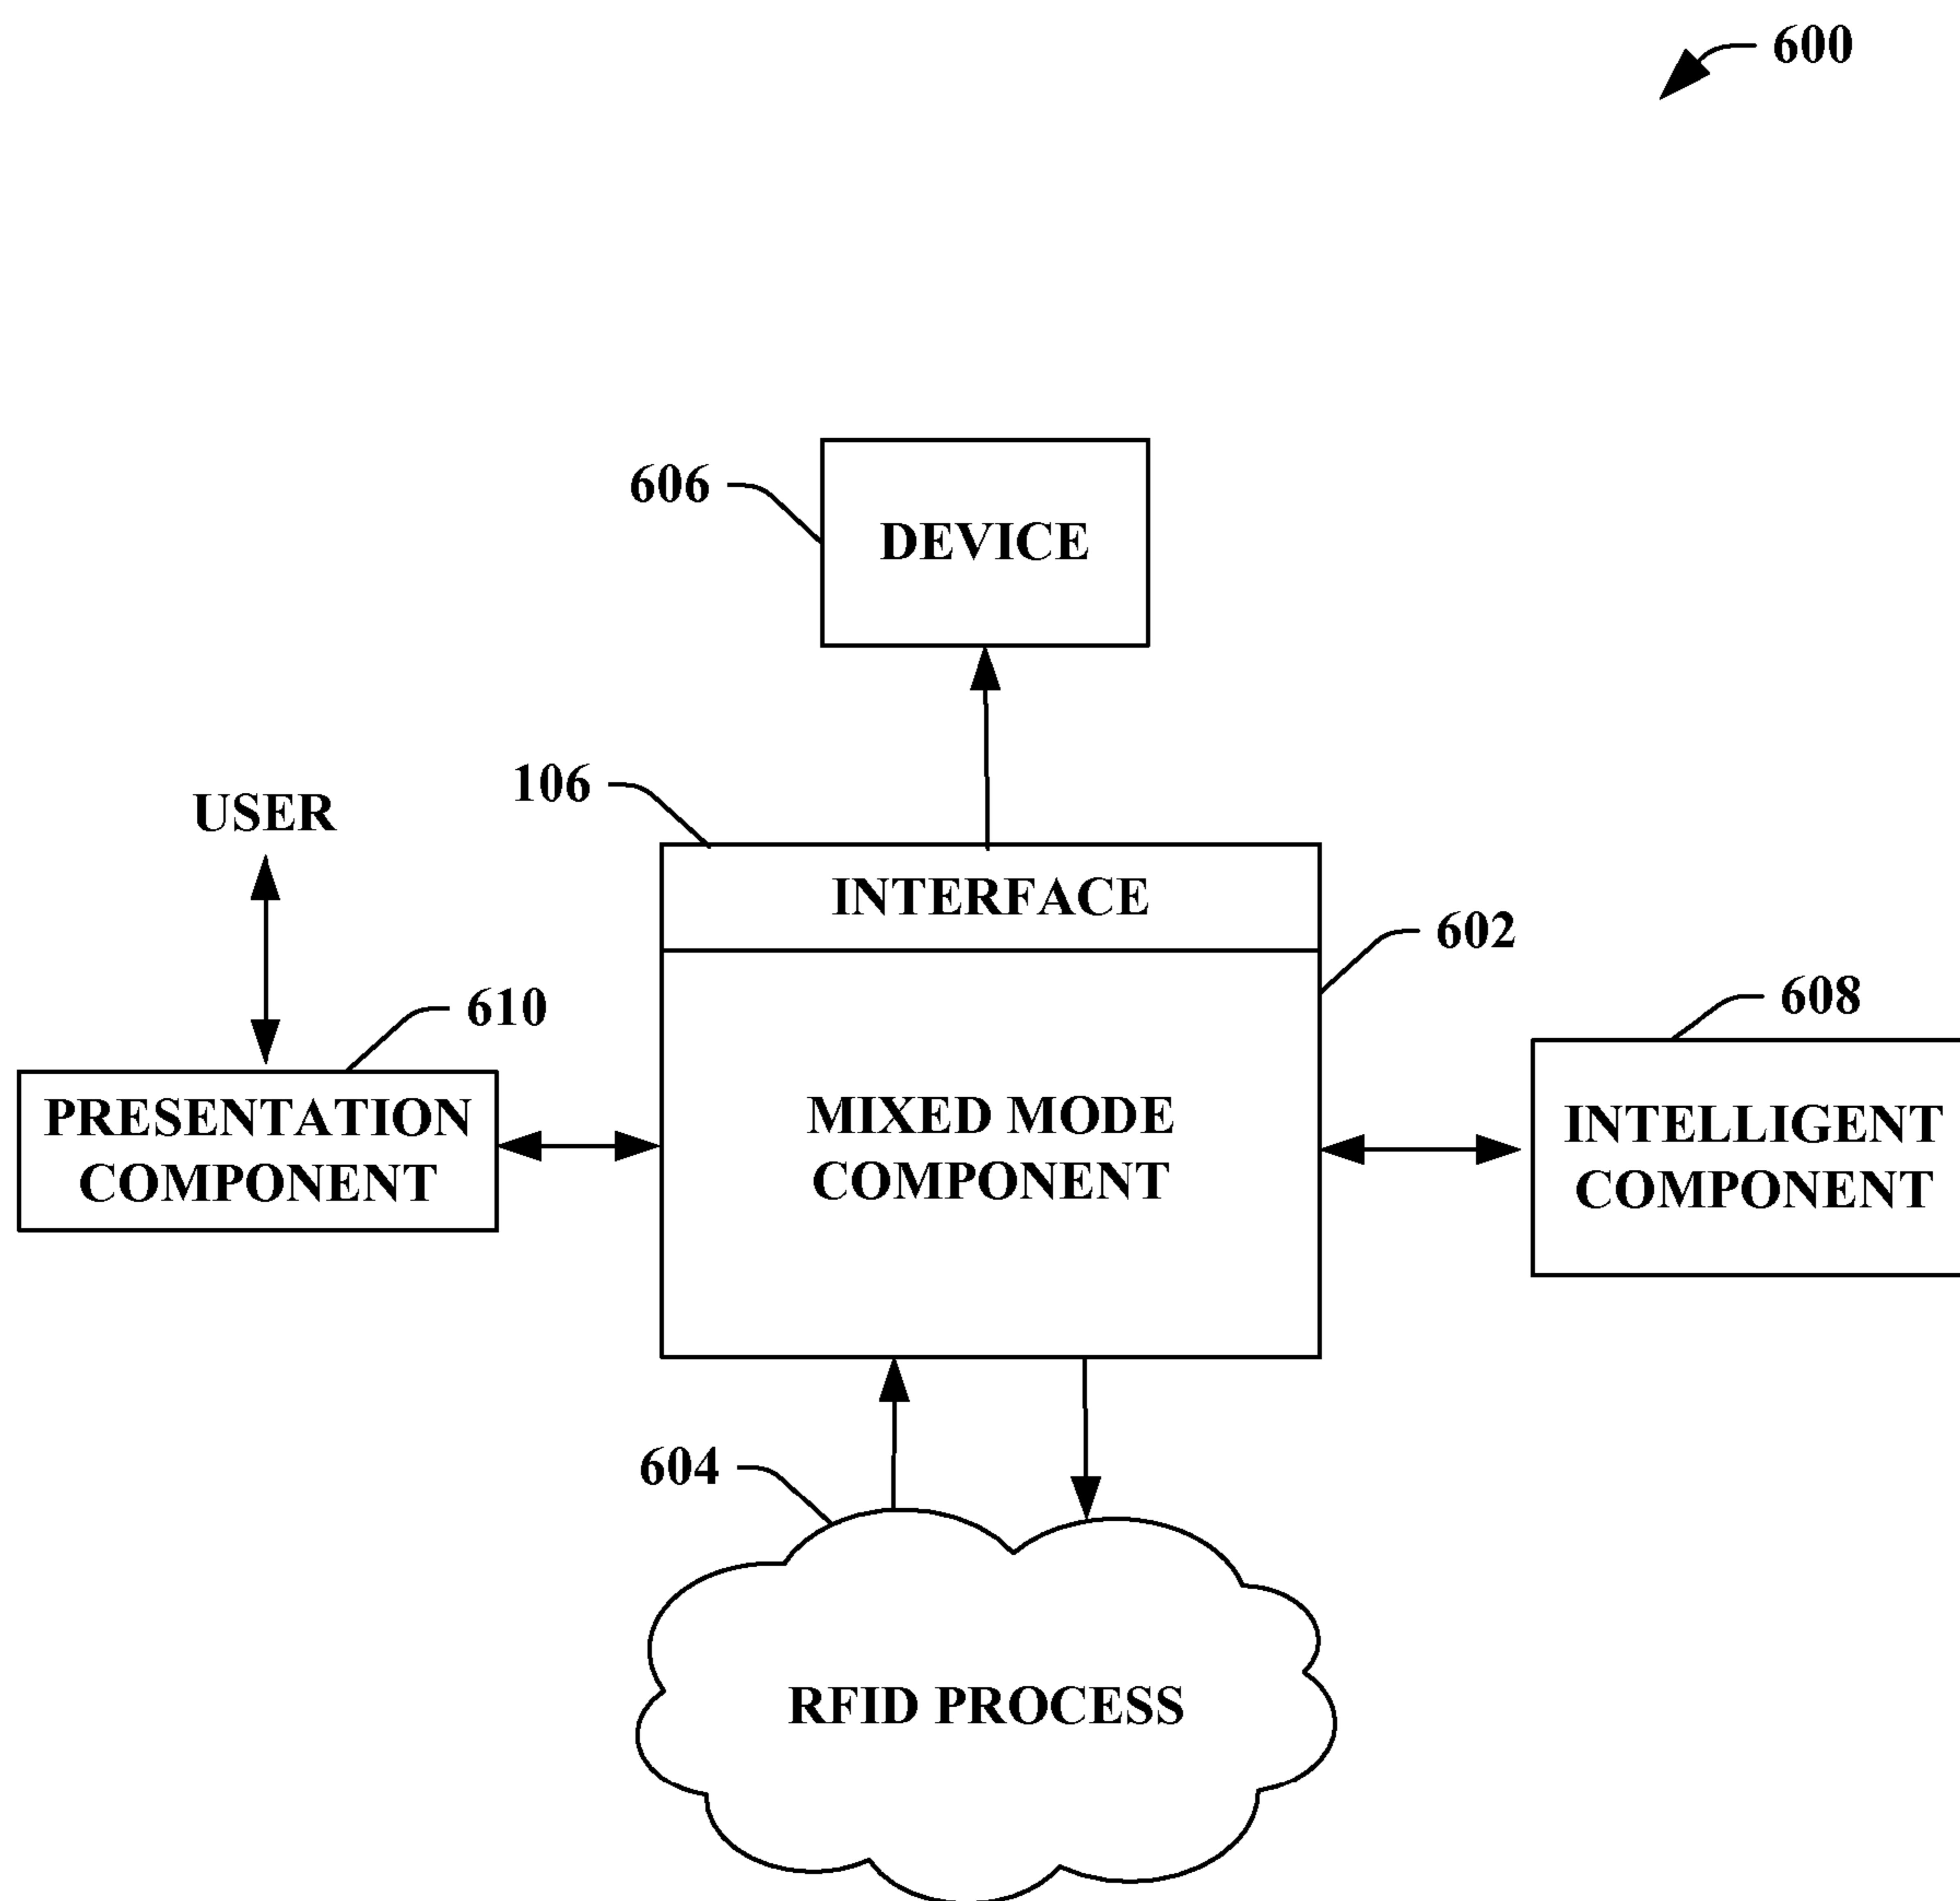 600
606
DEVICE
106
USER
INTERFACE
602
610
608
PRESENTATION
COMPONENT
MIXED MODE
COMPONENT
INTELLIGENT
COMPONENT
604
RFID PROCESS